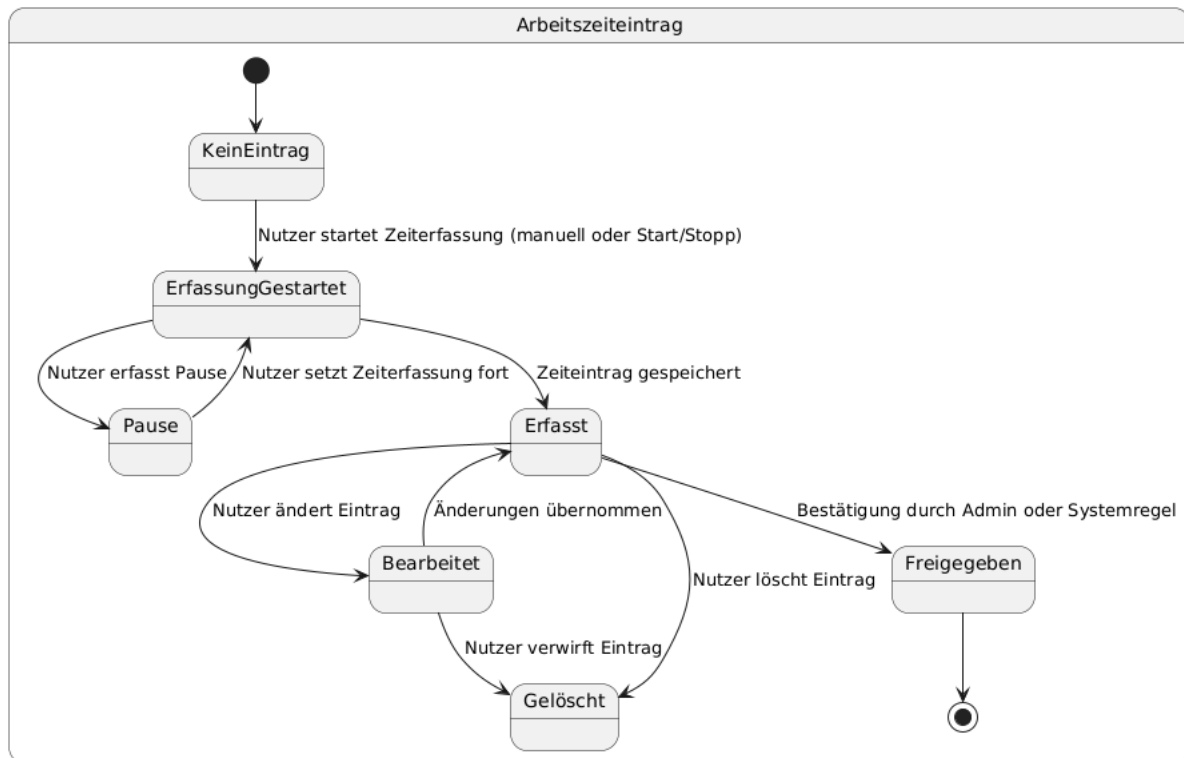 Arbeitszeiteintrag
KeinEintrag
Nutzer startet Zeiterfassung (manuell oder Start/Stopp)
ErfassungGestartet
Nutzer erfasst Pause
Nutzer setzt Zeiterfassung fort
Zeiteintrag gespeichert
Pause
Erfasst
Nutzer ändert Eintrag
Änderungen übernommen
Bestätigung durch Admin oder Systemregel
Bearbeitet
Nutzer löscht Eintrag
Freigegeben
Nutzer verwirft Eintrag
Gelöscht